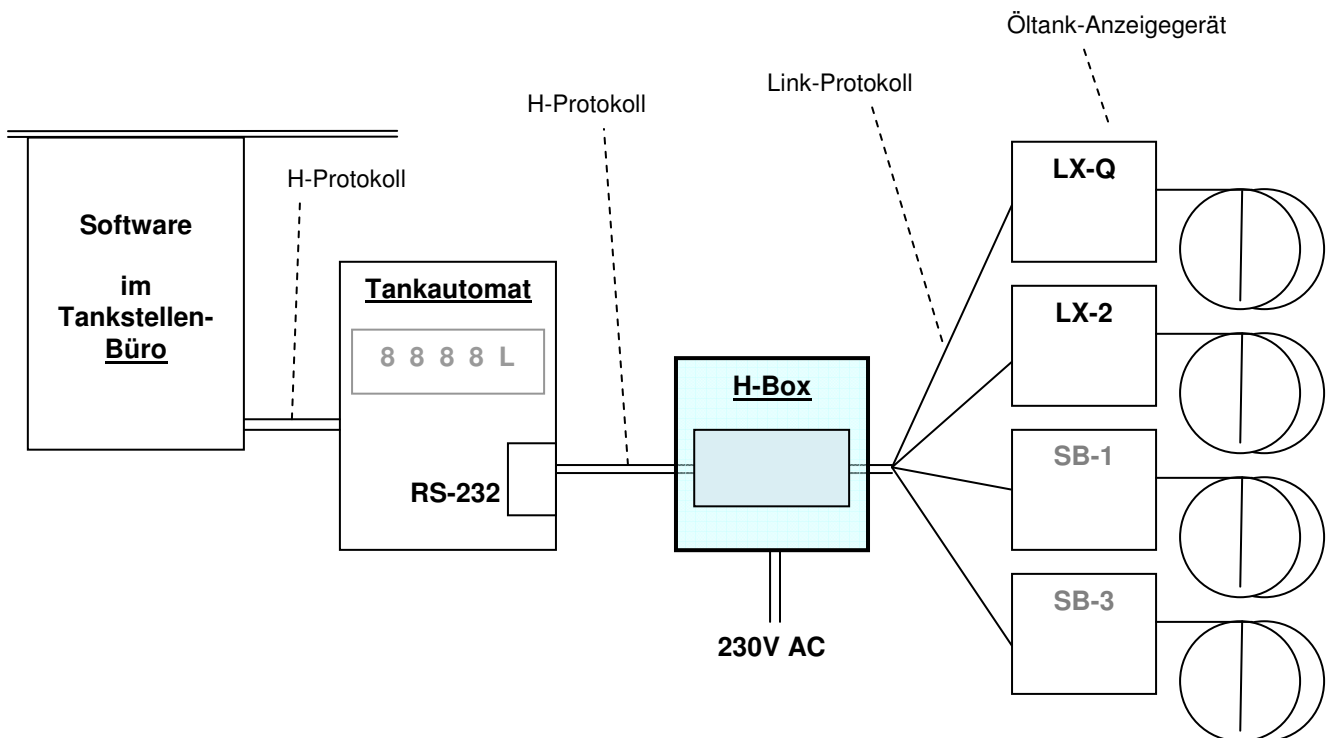 Öltank-Anzeigegerät
Link-Protokoll
H-Protokoll
H-Protokoll
Software
im
Tankstellen-
Büro
Tankautomat
8 8 8 8 L
RS-232
H-Box
230V AC
LX-Q
LX-2
SB-1
SB-3